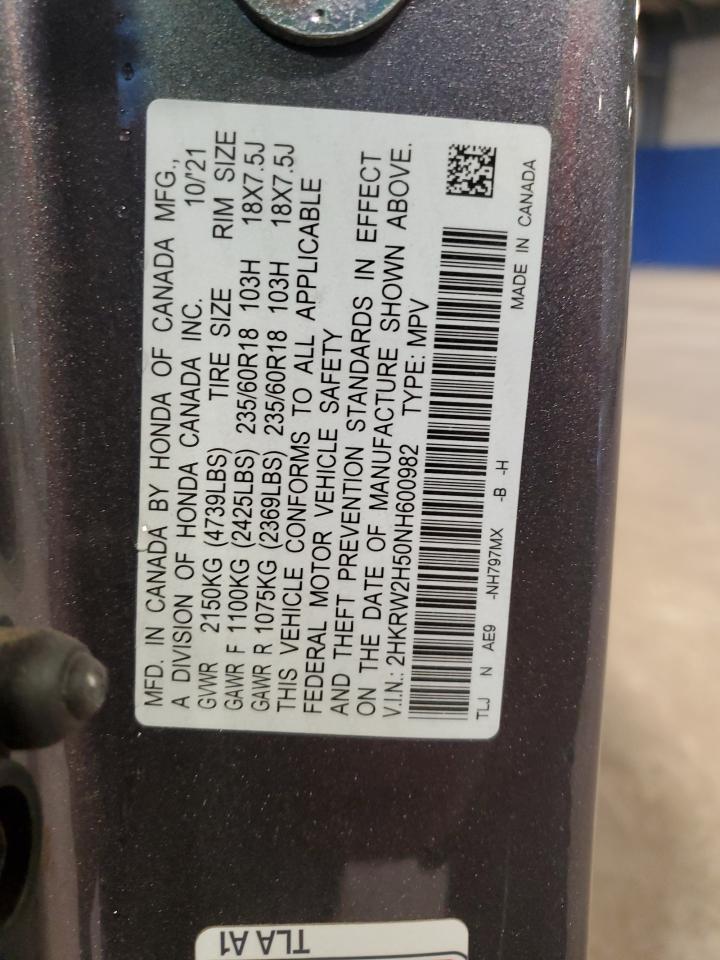 MFD. IN CANADA BY HONDA OF CANADA MFG.,
A DIVISION OF HONDA CANADA INC. 10/'21
GVWR 2150KG (4739LBS) TIRE SIZE RIM SIZE
GAWR F 1100KG (2425LBS) 235/60R18 103H 18X7.5J
GAWR R 1075KG (2369LBS) 235/60R18 103H 18X7.5J
THIS VEHICLE CONFORMS TO ALL APPLICABLE
FEDERAL MOTOR VEHICLE SAFETY
AND THEFT PREVENTION STANDARDS IN EFFECT
ON THE DATE OF MANUFACTURE SHOWN ABOVE.
V.I.N.: 2HKRW2H50NH600982 TYPE: MPV
TLJ N AE9 -NH797MX -B -H
MADE IN CANADA
TLA A1